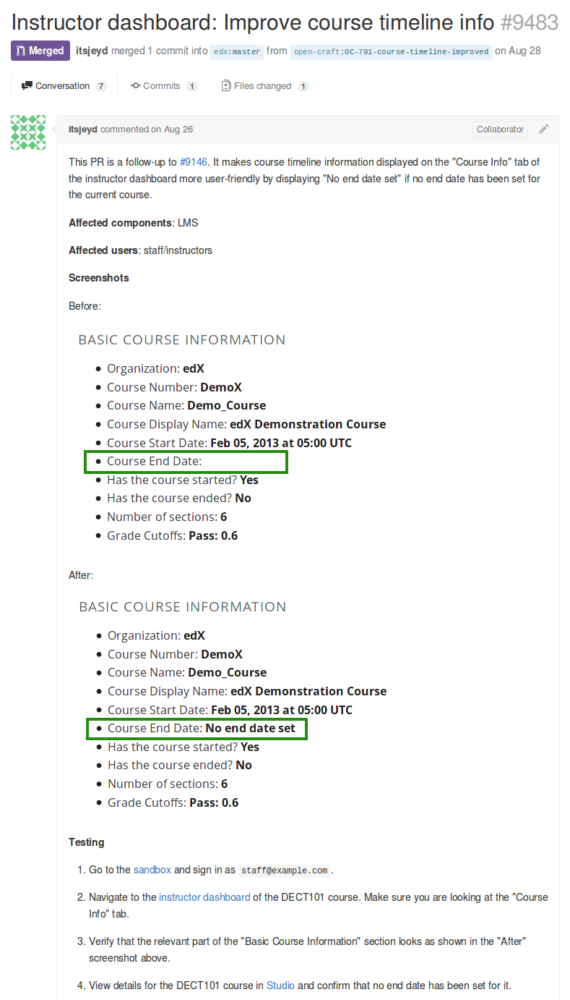 Instructor dashboard: Improve course timeline info #9483
Merged itsjeyd merged 1 commit into edx:master from open-craft:OC-791-course-timeline-improved on Aug 28
Conversation 7 Commits 1 Files changed 1
itsjeyd commented on Aug 26 Collaborator
This PR is a follow-up to #9146. It makes course timeline information displayed on the "Course Info" tab of
the instructor dashboard more user-friendly by displaying "No end date set" if no end date has been set for
the current course.
Affected components: LMS
Affected users: staff/instructors
Screenshots
Before:
BASIC COURSE INFORMATION
• Organization: edX
• Course Number: DemoX
• Course Name: Demo_Course
• Course Display Name: edX Demonstration Course
• Course Start Date: Feb 05, 2013 at 05:00 UTC
• Course End Date:
• Has the course started? Yes
• Has the course ended? No
• Number of sections: 6
• Grade Cutoffs: Pass: 0.6
After:
BASIC COURSE INFORMATION
• Organization: edX
• Course Number: DemoX
• Course Name: Demo_Course
• Course Display Name: edX Demonstration Course
• Course Start Date: Feb 05, 2013 at 05:00 UTC
• Course End Date: No end date set
• Has the course started? Yes
• Has the course ended? No
• Number of sections: 6
• Grade Cutoffs: Pass: 0.6
Testing
1. Go to the sandbox and sign in as staff@example.com.
2. Navigate to the instructor dashboard of the DECT101 course. Make sure you are looking at the "Course
Info" tab.
3. Verify that the relevant part of the "Basic Course Information" section looks as shown in the "After"
screenshot above.
4. View details for the DECT101 course in Studio and confirm that no end date has been set for it.